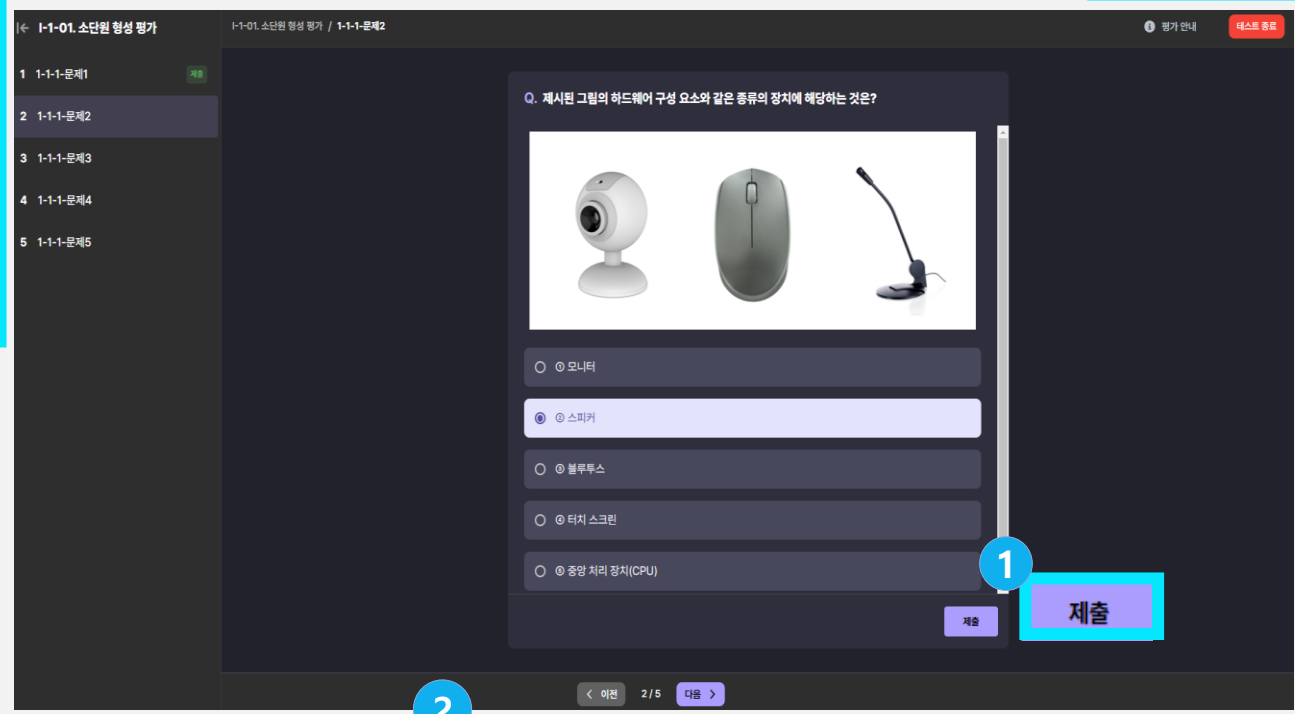 I-1-01. 소단원 형성 평가
I-1-01. 소단원 형성 평가 / 1-1-1-문제2
평가 안내
테스트 종료
1 1-1-1-문제1 제출
2 1-1-1-문제2
3 1-1-1-문제3
4 1-1-1-문제4
5 1-1-1-문제5
Q. 제시된 그림의 하드웨어 구성 요소와 같은 종류의 장치에 해당하는 것은?
① 모니터
② 스피커
③ 블루투스
④ 터치 스크린
⑤ 중앙 처리 장치(CPU)
1
제출
제출
이전 2 / 5 다음
2